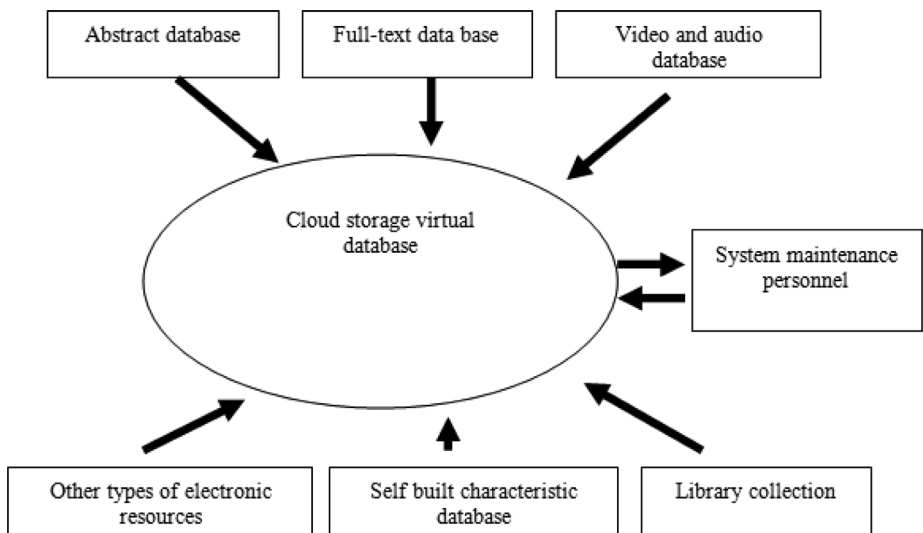 Abstract database
Full-text data base
Video and audio
database
Cloud storage virtual
database
System maintenance
personnel
Other types of electronic
resources
Self built characteristic
database
Library collection